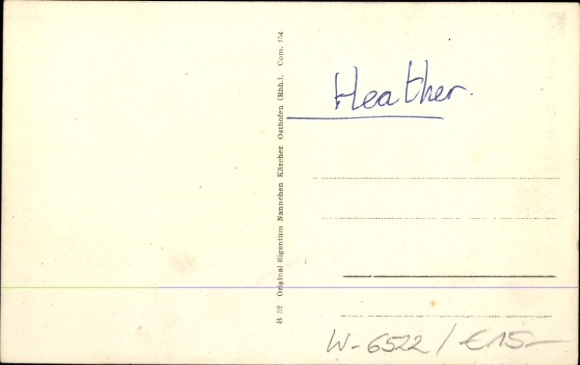 B 32 Original Eigentum Nannchen Kärcher Osthofen (Rhh.). Com. 154
Heather.
W-6522 / €15-